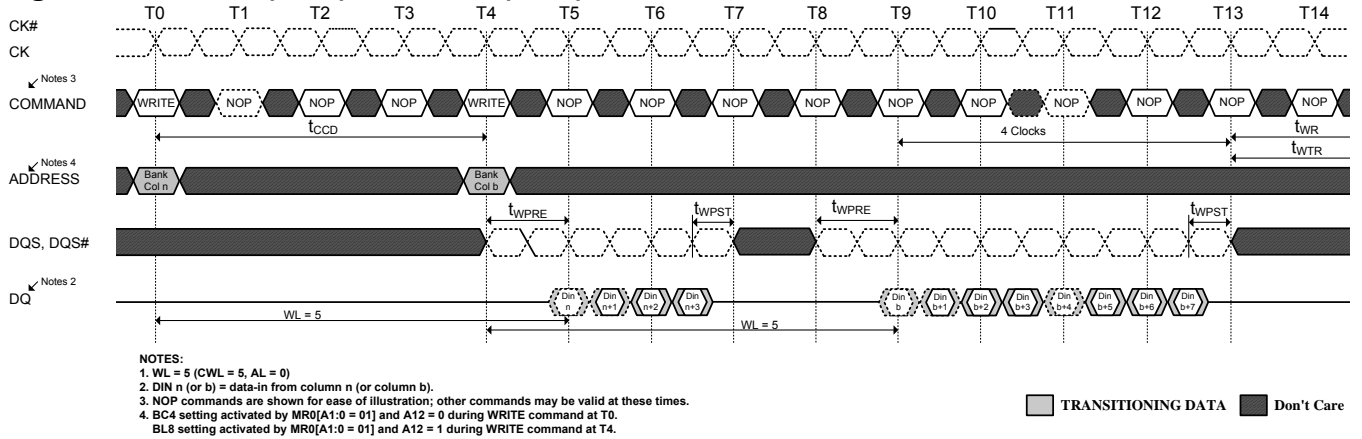 T0 T1 T2 T3 T4 T5 T6 T7 T8 T9 T10 T11 T12 T13 T14
CK#
CK
Notes 3
COMMAND
WRITE NOP NOP NOP WRITE NOP NOP NOP NOP NOP NOP NOP NOP NOP NOP
tCCD
4 Clocks
tWR
tWTR
Notes 4
ADDRESS
Bank Col n
Bank Col b
tWPRE
tWPST
tWPRE
tWPST
DQS, DQS#
Notes 2
DQ
Din n Din n+1 Din n+2 Din n+3 Din b Din b+1 Din b+2 Din b+3 Din b+4 Din b+5 Din b+6 Din b+7
WL = 5
WL = 5
NOTES:
1. WL = 5 (CWL = 5, AL = 0)
2. DIN n (or b) = data-in from column n (or column b).
3. NOP commands are shown for ease of illustration; other commands may be valid at these times.
4. BC4 setting activated by MR0[A1:0 = 01] and A12 = 0 during WRITE command at T0.
BL8 setting activated by MR0[A1:0 = 01] and A12 = 1 during WRITE command at T4.
TRANSITIONING DATA
Don't Care